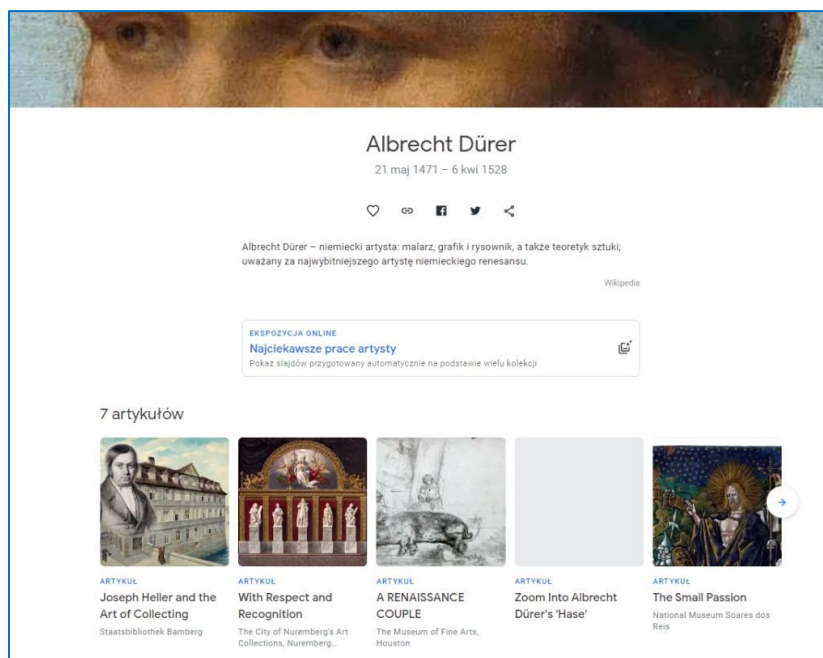 Albrecht Dürer
21 maj 1471 – 6 kwi 1528
Albrecht Dürer – niemiecki artysta: malarz, grafik i rysownik, a także teoretyk sztuki;
uważany za najwybitniejszego artystę niemieckiego renesansu.
Wikipedia
EKSPOZYCJA ONLINE
Najciekawsze prace artysty
Pokaz slajdów przygotowany automatycznie na podstawie wielu kolekcji
7 artykułów
ARTYKUŁ
Joseph Heller and the
Art of Collecting
Staatsbibliothek Bamberg
ARTYKUŁ
With Respect and
Recognition
The City of Nuremberg's Art
Collections, Nuremberg...
ARTYKUŁ
A RENAISSANCE
COUPLE
The Museum of Fine Arts,
Houston
ARTYKUŁ
Zoom Into Albrecht
Dürer's 'Hase'
ARTYKUŁ
The Small Passion
National Museum Soares dos
Reis